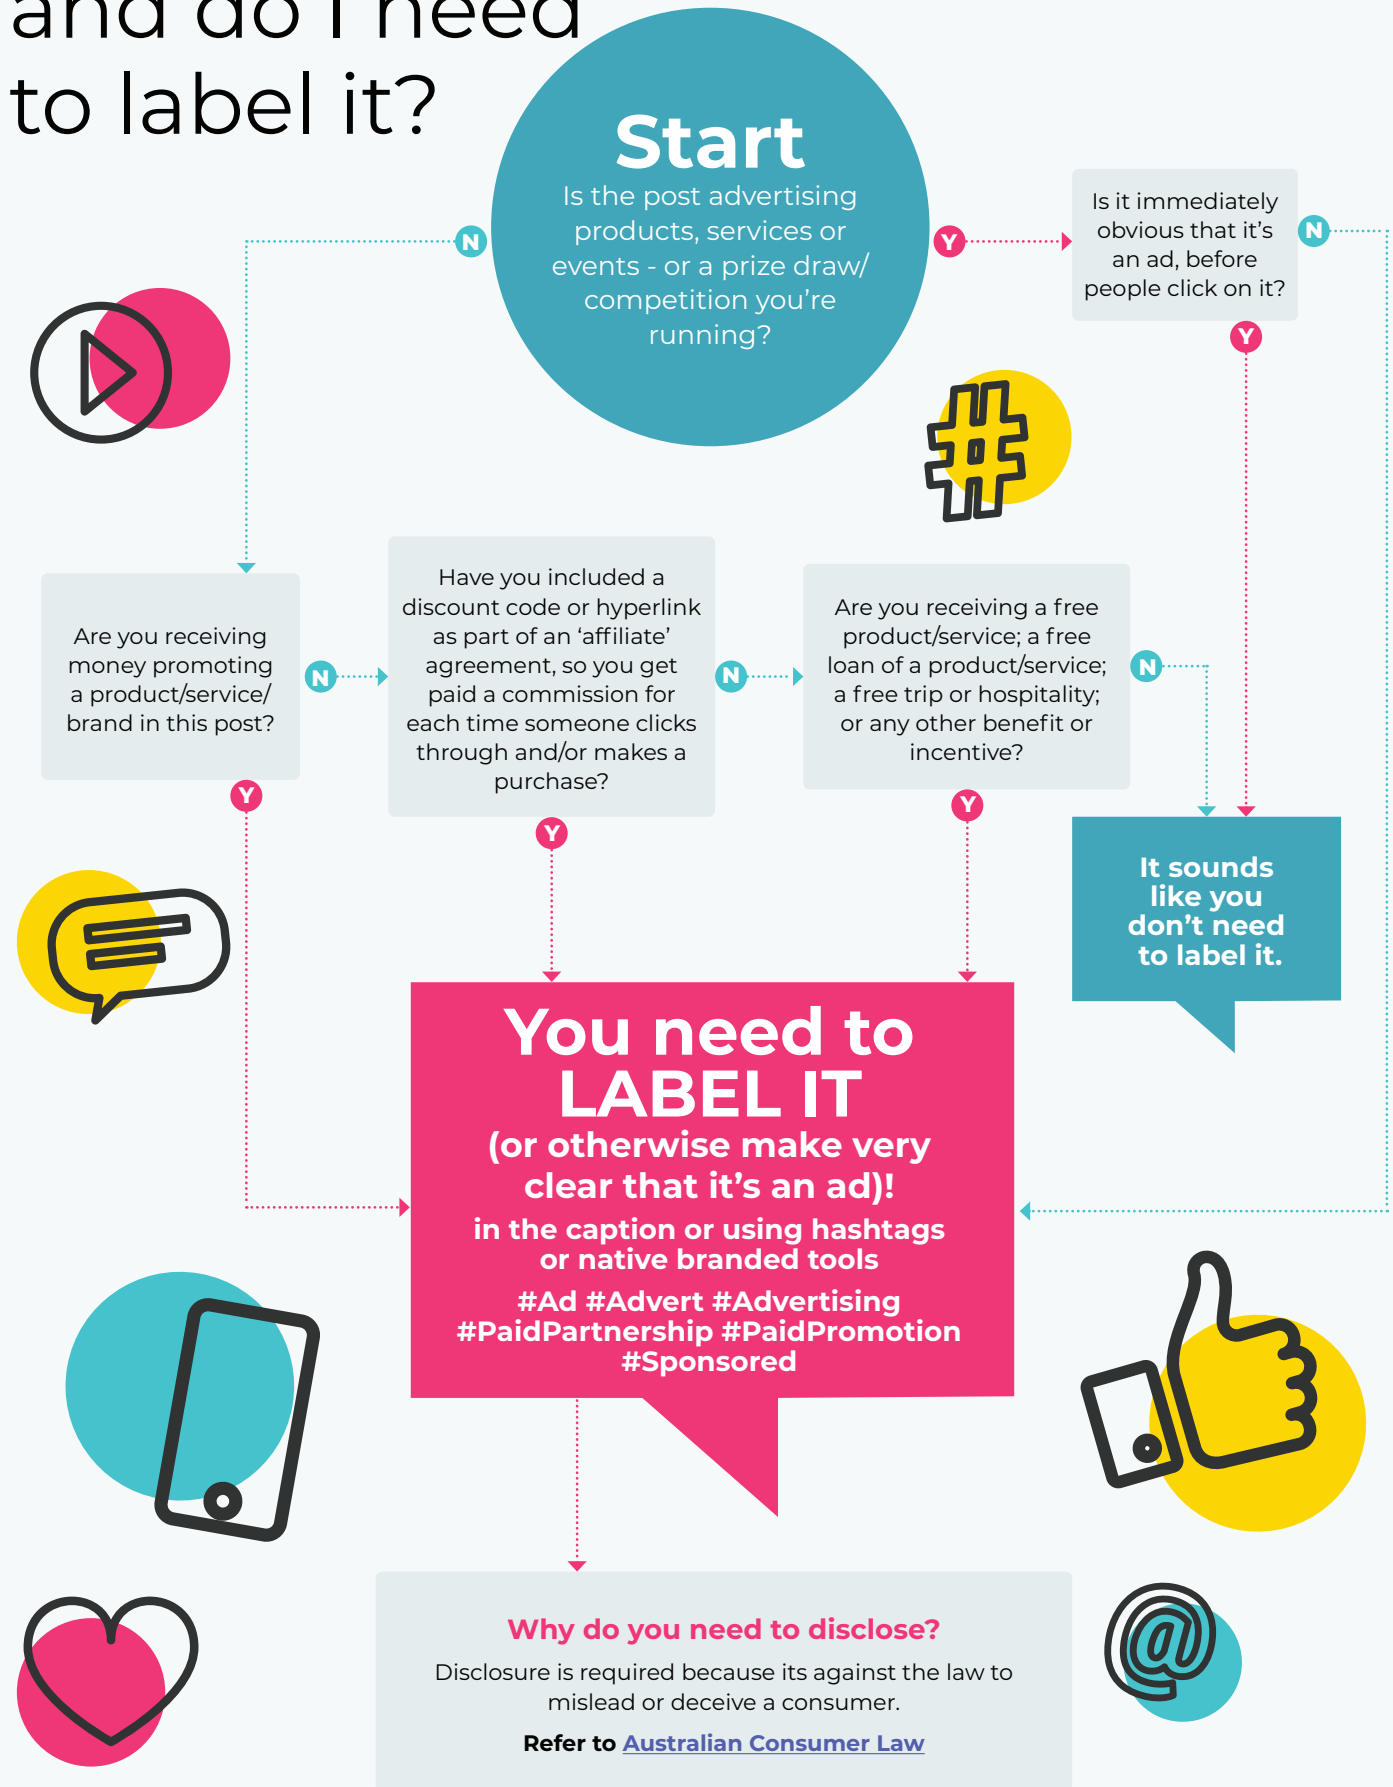 and do I need
to label it?
Start
Is the post advertising
products, services or
events - or a prize draw/
competition you’re
running?
N
Y
Is it immediately
obvious that it’s
an ad, before
people click on it?
N
Y
Are you receiving
money promoting
a product/service/
brand in this post?
N
Y
Have you included a
discount code or hyperlink
as part of an ‘affiliate’
agreement, so you get
paid a commission for
each time someone clicks
through and/or makes a
purchase?
N
Y
Are you receiving a free
product/service; a free
loan of a product/service;
a free trip or hospitality;
or any other benefit or
incentive?
N
Y
It sounds
like you
don’t need
to label it.
You need to
LABEL IT
(or otherwise make very
clear that it’s an ad)!
in the caption or using hashtags
or native branded tools
#Ad #Advert #Advertising
#PaidPartnership #PaidPromotion
#Sponsored
Why do you need to disclose?
Disclosure is required because its against the law to
mislead or deceive a consumer.
Refer to Australian Consumer Law